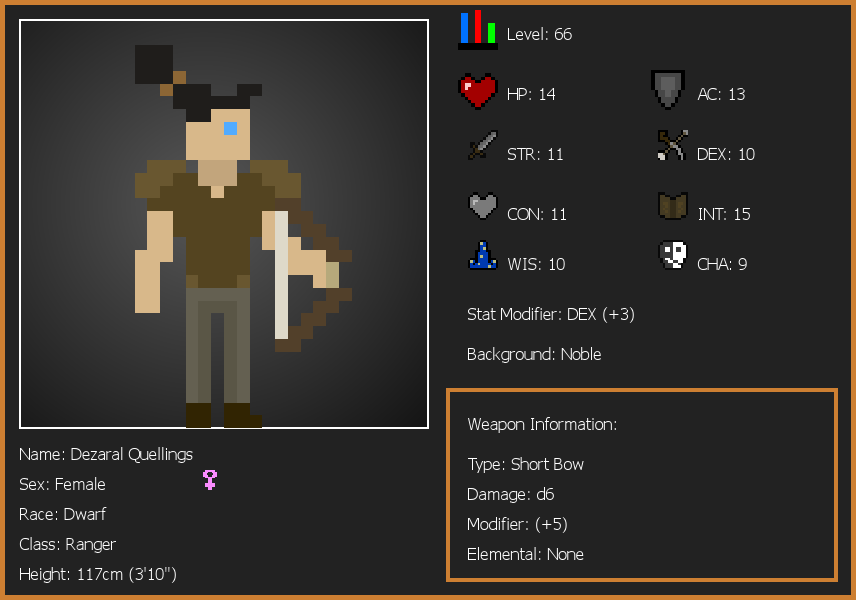 Level: 66
HP: 14
AC: 13
STR: 11
DEX: 10
CON: 11
INT: 15
WIS: 10
CHA: 9
Stat Modifier: DEX (+3)
Background: Noble
Weapon Information:
Type: Short Bow
Damage: d6
Modifier: (+5)
Elemental: None
Name: Dezaral Quellings
Sex: Female
Race: Dwarf
Class: Ranger
Height: 117cm (3'10")